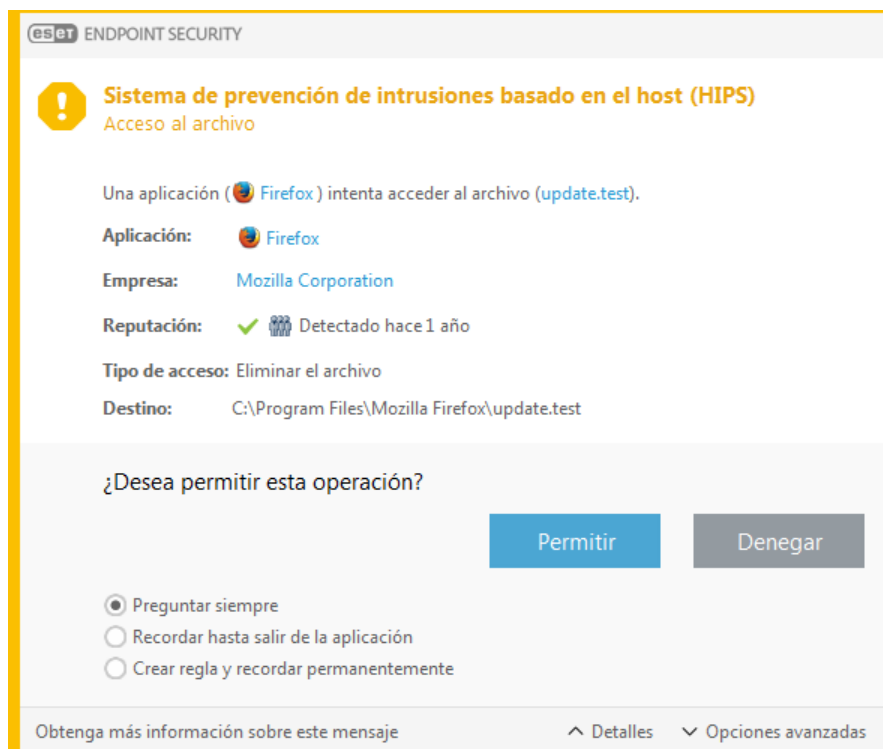 eseT ENDPOINT SECURITY
Sistema de prevención de intrusiones basado en el host (HIPS)
Acceso al archivo
Una aplicación ( Firefox ) intenta acceder al archivo (update.test).
Aplicación: Firefox
Empresa: Mozilla Corporation
Reputación: Detectado hace 1 año
Tipo de acceso: Eliminar el archivo
Destino: C:\Program Files\Mozilla Firefox\update.test
¿Desea permitir esta operación?
Permitir Denegar
Preguntar siempre
Recordar hasta salir de la aplicación
Crear regla y recordar permanentemente
Obtenga más información sobre este mensaje Detalles Opciones avanzadas